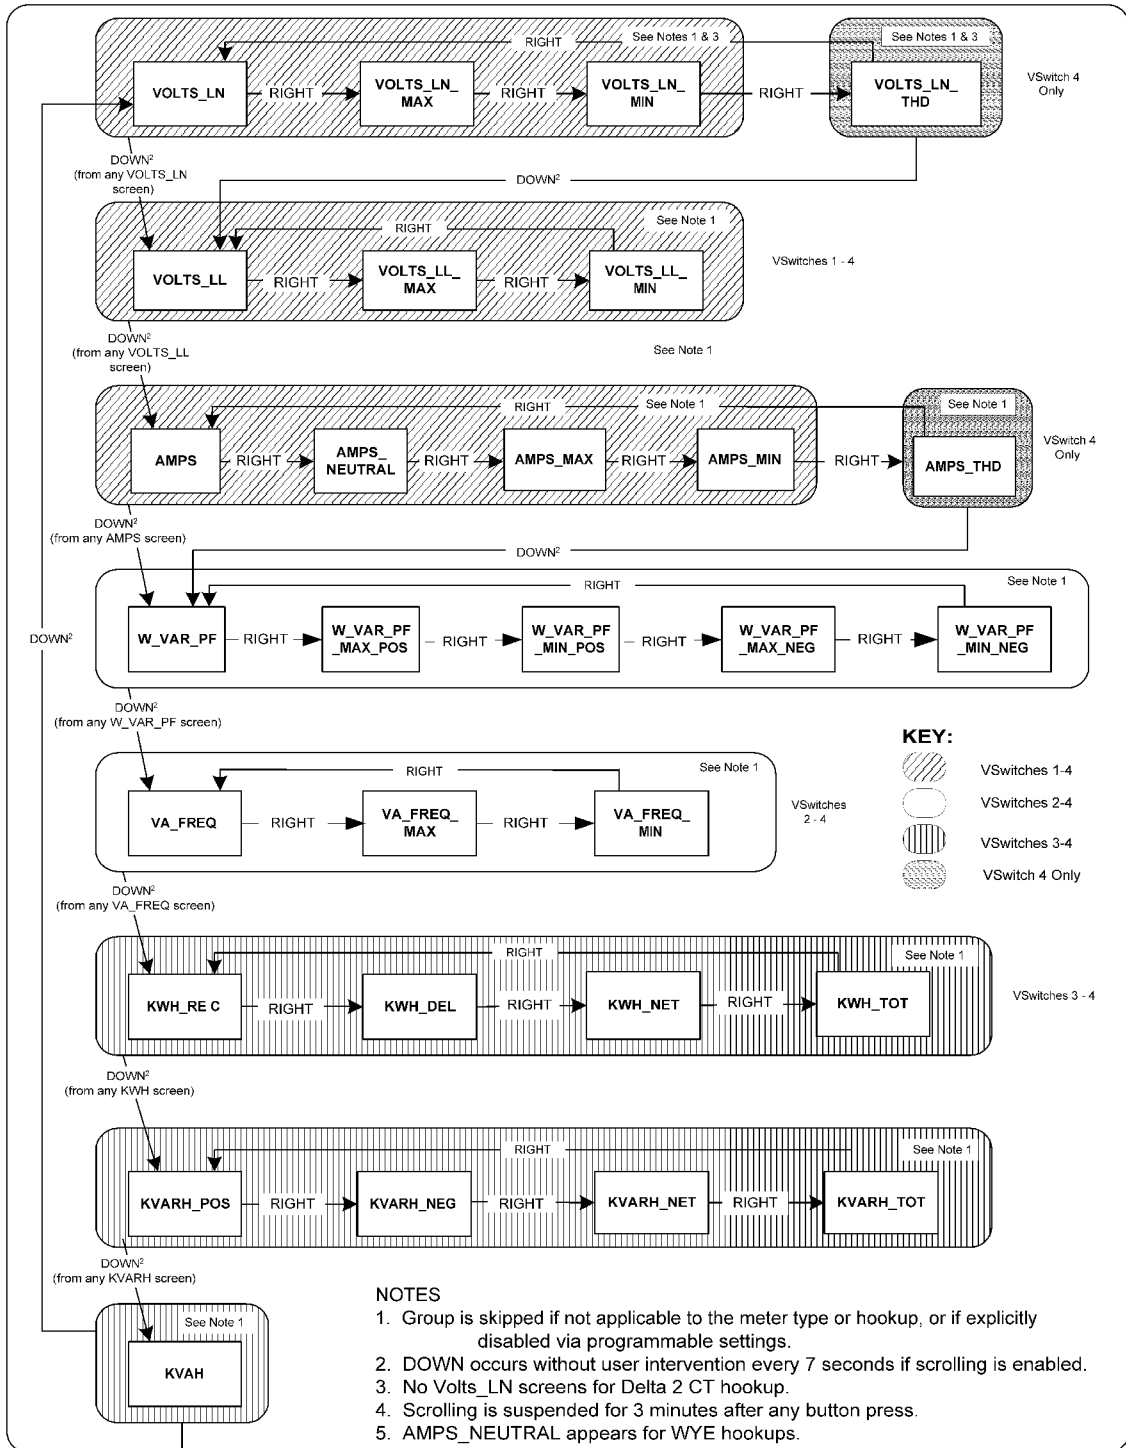 RIGHT
See Notes 1 & 3
See Notes 1 & 3
VOLTS_LN
RIGHT
VOLTS_LN_
MAX
RIGHT
VOLTS_LN_
MIN
RIGHT
VOLTS_LN_
THD
VSwitch 4
Only
DOWN²
(from any VOLTS_LN
screen)
DOWN²
See Note 1
RIGHT
VOLTS_LL
RIGHT
VOLTS_LL_
MAX
RIGHT
VOLTS_LL_
MIN
VSwitches 1 - 4
DOWN²
(from any VOLTS_LL
screen)
See Note 1
RIGHT
See Note 1
See Note 1
AMPS
RIGHT
AMPS_
NEUTRAL
RIGHT
AMPS_MAX
RIGHT
AMPS_MIN
RIGHT
AMPS_THD
VSwitch 4
Only
DOWN²
(from any AMPS screen)
DOWN²
See Note 1
RIGHT
DOWN²
W_VAR_PF
RIGHT
W_VAR_PF
_MAX_POS
RIGHT
W_VAR_PF
_MIN_POS
RIGHT
W_VAR_PF
_MAX_NEG
RIGHT
W_VAR_PF
_MIN_NEG
DOWN²
(from any W_VAR_PF screen)
See Note 1
RIGHT
VA_FREQ
RIGHT
VA_FREQ_
MAX
RIGHT
VA_FREQ_
MIN
VSwitches
2 - 4
KEY:
VSwitches 1-4
VSwitches 2-4
VSwitches 3-4
VSwitch 4 Only
DOWN²
(from any VA_FREQ screen)
RIGHT
See Note 1
KWH_RE C
RIGHT
KWH_DEL
RIGHT
KWH_NET
RIGHT
KWH_TOT
VSwitches 3 - 4
DOWN²
(from any KWH screen)
RIGHT
See Note 1
KVARH_POS
RIGHT
KVARH_NEG
RIGHT
KVARH_NET
RIGHT
KVARH_TOT
DOWN²
(from any KVARH screen)
See Note 1
KVAH
NOTES
1. Group is skipped if not applicable to the meter type or hookup, or if explicitly
disabled via programmable settings.
2. DOWN occurs without user intervention every 7 seconds if scrolling is enabled.
3. No Volts_LN screens for Delta 2 CT hookup.
4. Scrolling is suspended for 3 minutes after any button press.
5. AMPS_NEUTRAL appears for WYE hookups.